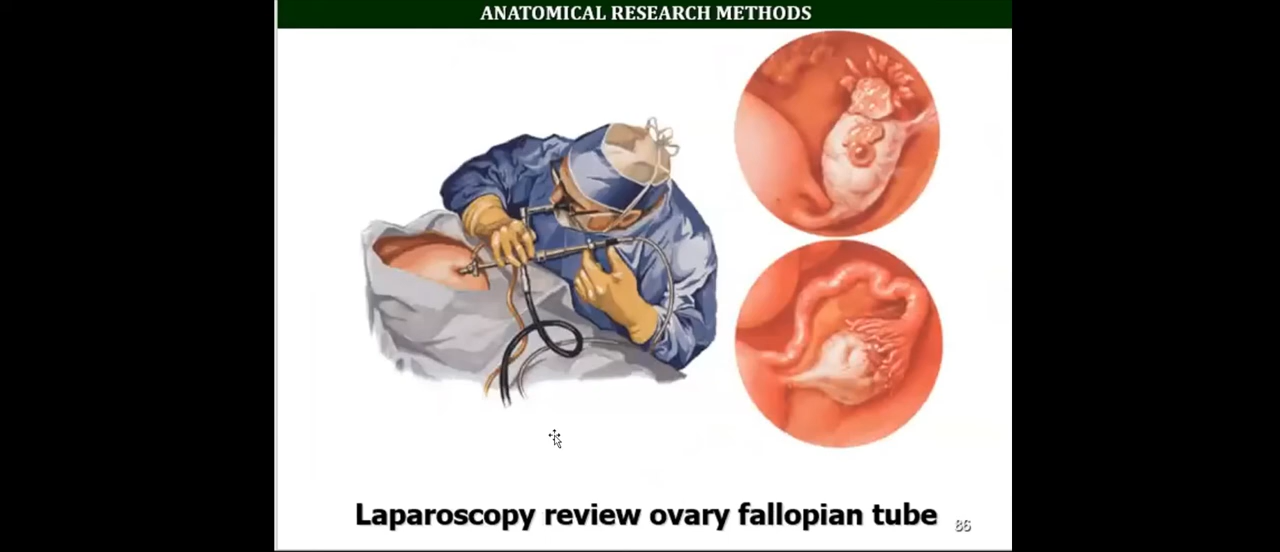 ANATOMICAL RESEARCH METHODS
Laparoscopy review ovary fallopian tube
86